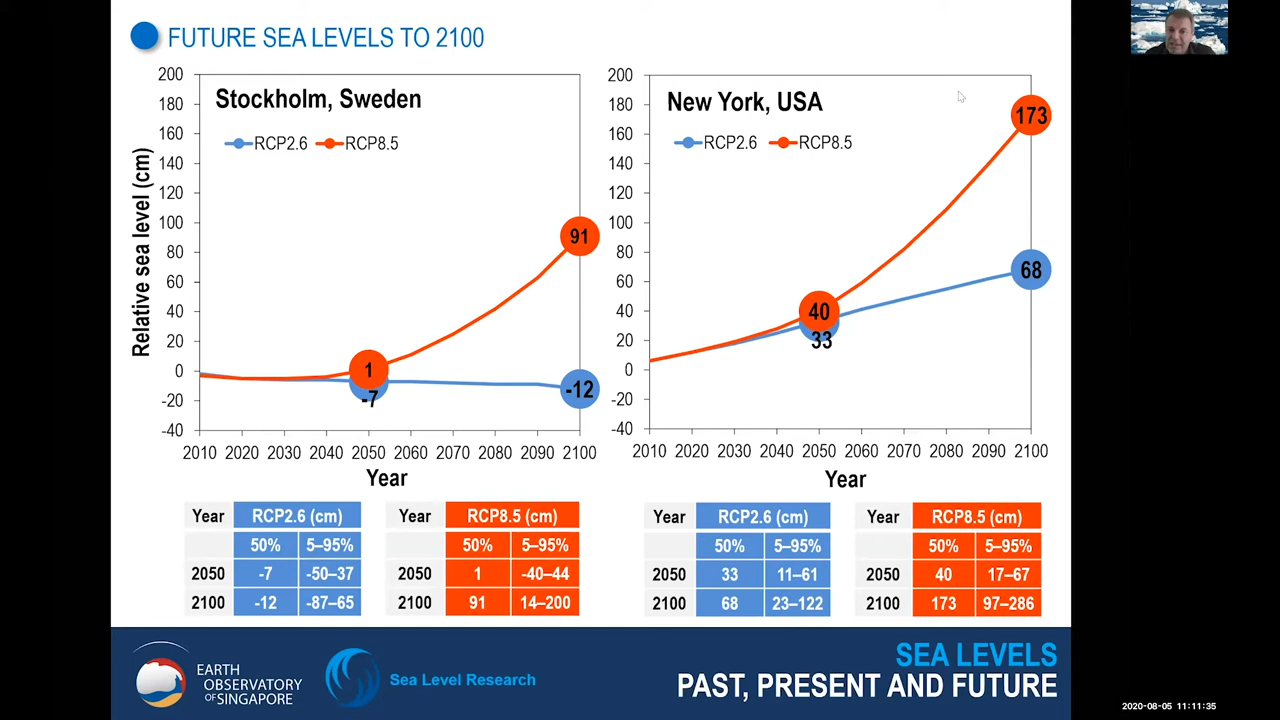 FUTURE SEA LEVELS TO 2100
Stockholm, Sweden
RCP2.6 RCP8.5
Relative sea level (cm)
200
180
160
140
120
100
80
60
40
20
0
-20
-40
91
1
-7
-12
2010 2020 2030 2040 2050 2060 2070 2080 2090 2100
Year
New York, USA
RCP2.6 RCP8.5
200
180
160
140
120
100
80
60
40
20
0
-20
-40
173
68
40
33
2010 2020 2030 2040 2050 2060 2070 2080 2090 2100
Year
Year RCP2.6 (cm)
50% 5–95%
2050 -7 -50–37
2100 -12 -87–65
Year RCP8.5 (cm)
50% 5–95%
2050 1 -40–44
2100 91 14–200
Year RCP2.6 (cm)
50% 5–95%
2050 33 11–61
2100 68 23–122
Year RCP8.5 (cm)
50% 5–95%
2050 40 17–67
2100 173 97–286
EARTH
OBSERVATORY
OF SINGAPORE
Sea Level Research
SEA LEVELS
PAST, PRESENT AND FUTURE
2020-08-05 11:11:35